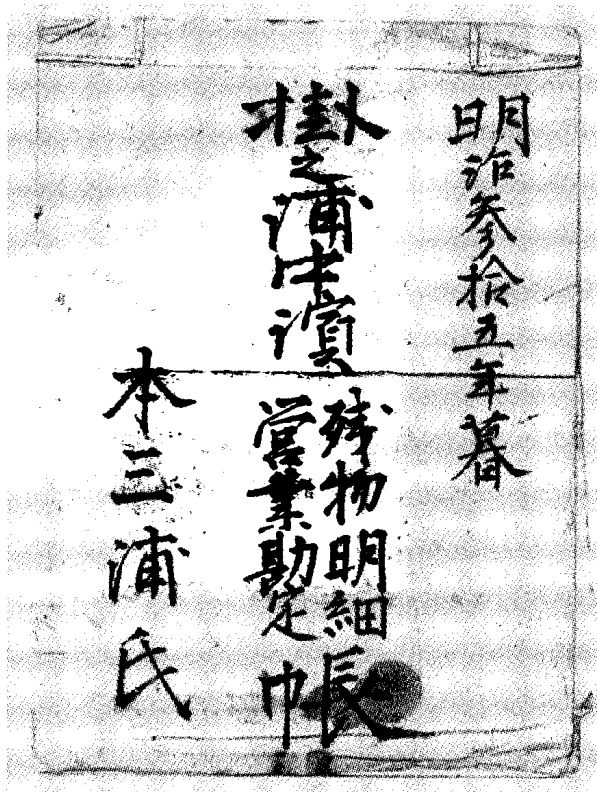 明治参拾五年暮
掛之浦沖濱
残物明細
営業勘定
帳
本三浦氏